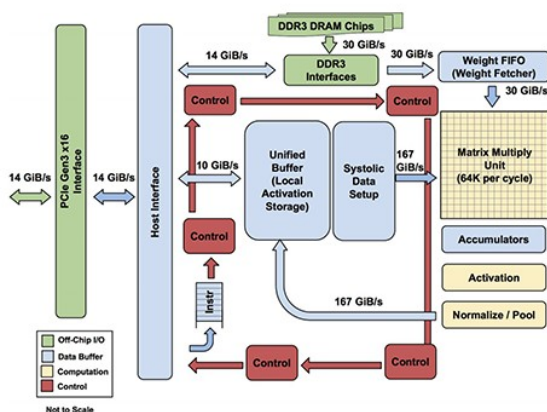 DDR3 DRAM Chips
14 GiB/s
30 GiB/s
DDR3
Interfaces
30 GiB/s
Weight FIFO
(Weight Fetcher)
30 GiB/s
Control
Control
PCIe Gen3 x16
Interface
Host Interface
14 GiB/s
14 GiB/s
10 GiB/s
Unified
Buffer
(Local
Activation
Storage)
Systolic
Data
Setup
167
GiB/s
Matrix Multiply
Unit
(64K per cycle)
Control
Accumulators
Activation
Instr
167 GiB/s
Normalize / Pool
Off-Chip I/O
Data Buffer
Computation
Control
Control
Control
Not to Scale